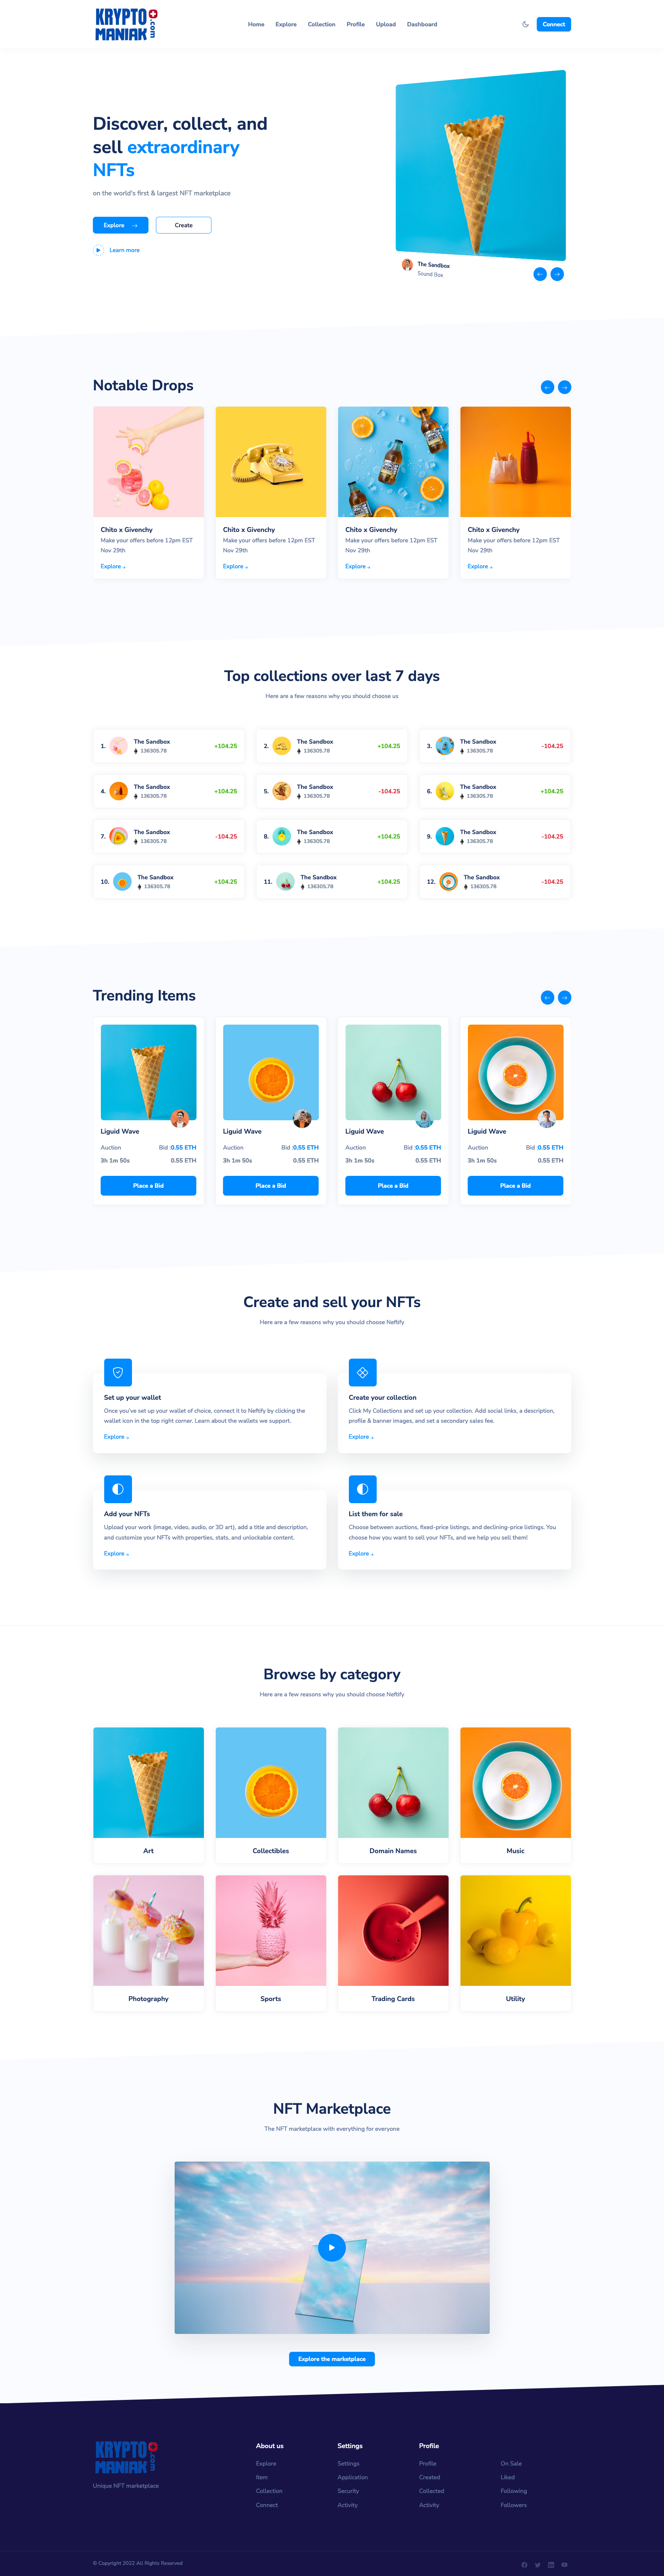 KRYPTO
MANIAK
.com
Home Explore Collection Profile Upload Dashboard
Connect
Discover, collect, and
sell extraordinary
NFTs
on the world's first & largest NFT marketplace
Explore →
Create
Learn more
The Sandbox
Sound Box
Notable Drops
Chito x Givenchy
Make your offers before 12pm EST
Nov 29th
Explore
Chito x Givenchy
Make your offers before 12pm EST
Nov 29th
Explore
Chito x Givenchy
Make your offers before 12pm EST
Nov 29th
Explore
Chito x Givenchy
Make your offers before 12pm EST
Nov 29th
Explore
Top collections over last 7 days
Here are a few reasons why you should choose us
1. The Sandbox
136305.78
+104.25
2. The Sandbox
136305.78
+104.25
3. The Sandbox
136305.78
-104.25
4. The Sandbox
136305.78
+104.25
5. The Sandbox
136305.78
-104.25
6. The Sandbox
136305.78
+104.25
7. The Sandbox
136305.78
-104.25
8. The Sandbox
136305.78
+104.25
9. The Sandbox
136305.78
-104.25
10. The Sandbox
136305.78
+104.25
11. The Sandbox
136305.78
+104.25
12. The Sandbox
136305.78
-104.25
Trending Items
Liguid Wave
Auction Bid :0.55 ETH
3h 1m 50s 0.55 ETH
Place a Bid
Liguid Wave
Auction Bid :0.55 ETH
3h 1m 50s 0.55 ETH
Place a Bid
Liguid Wave
Auction Bid :0.55 ETH
3h 1m 50s 0.55 ETH
Place a Bid
Liguid Wave
Auction Bid :0.55 ETH
3h 1m 50s 0.55 ETH
Place a Bid
Create and sell your NFTs
Here are a few reasons why you should choose Neftify
Set up your wallet
Once you've set up your wallet of choice, connect it to Neftify by clicking the
wallet icon in the top right corner. Learn about the wallets we support.
Explore
Create your collection
Click My Collections and set up your collection. Add social links, a description,
profile & banner images, and set a secondary sales fee.
Explore
Add your NFTs
Upload your work (image, video, audio, or 3D art), add a title and description,
and customize your NFTs with properties, stats, and unlockable content.
Explore
List them for sale
Choose between auctions, fixed-price listings, and declining-price listings. You
choose how you want to sell your NFTs, and we help you sell them!
Explore
Browse by category
Here are a few reasons why you should choose Neftify
Art
Collectibles
Domain Names
Music
Photography
Sports
Trading Cards
Utility
NFT Marketplace
The NFT marketplace with everything for everyone
Explore the marketplace
KRYPTO
MANIAK
.com
Unique NFT marketplace
About us
Explore
Item
Collection
Connect
Settings
Settings
Application
Security
Activity
Profile
Profile
Created
Collected
Activity
On Sale
Liked
Following
Followers
© Copyright 2022 All Rights Reserved